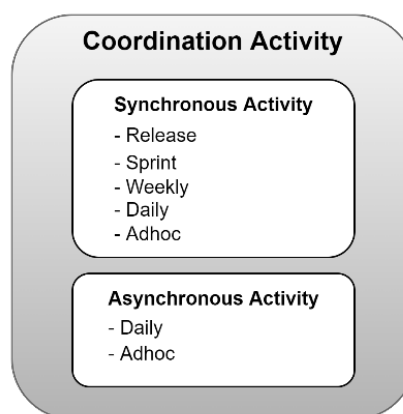 Coordination Activity
Synchronous Activity
- Release
- Sprint
- Weekly
- Daily
- Adhoc
Asynchronous Activity
- Daily
- Adhoc